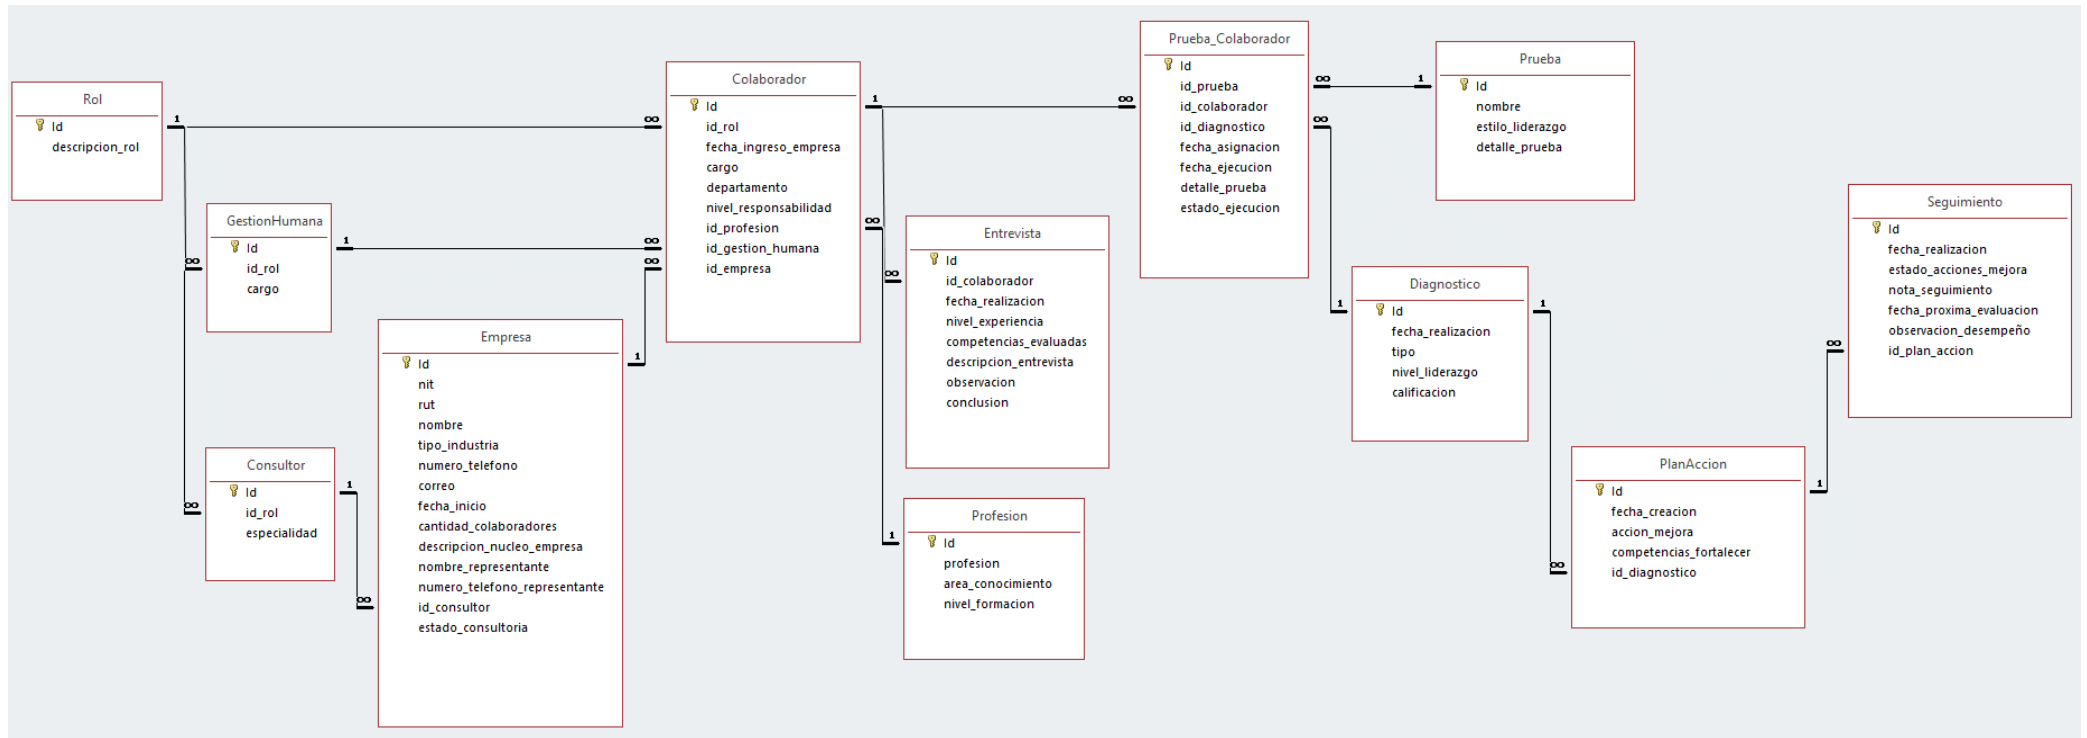 Rol
Id
descripcion_rol
GestionHumana
Id
id_rol
cargo
Consultor
Id
id_rol
especialidad
Empresa
Id
nit
rut
nombre
tipo_industria
numero_telefono
correo
fecha_inicio
cantidad_colaboradores
descripcion_nucleo_empresa
nombre_representante
numero_telefono_representante
id_consultor
estado_consultoria
Colaborador
Id
id_rol
fecha_ingreso_empresa
cargo
departamento
nivel_responsabilidad
id_profesion
id_gestion_humana
id_empresa
Entrevista
Id
id_colaborador
fecha_realizacion
nivel_experiencia
competencias_evaluadas
descripcion_entrevista
observacion
conclusion
Profesion
Id
profesion
area_conocimiento
nivel_formacion
Prueba_Colaborador
Id
id_prueba
id_colaborador
id_diagnostico
fecha_asignacion
fecha_ejecucion
detalle_prueba
estado_ejecucion
Prueba
Id
nombre
estilo_liderazgo
detalle_prueba
Diagnostico
Id
fecha_realizacion
tipo
nivel_liderazgo
calificacion
PlanAccion
Id
fecha_creacion
accion_mejora
competencias_fortalecer
id_diagnostico
Seguimiento
Id
fecha_realizacion
estado_acciones_mejora
nota_seguimiento
fecha_proxima_evaluacion
observacion_desempeño
id_plan_accion
1
∞
∞
∞
1
∞
1
∞
1
∞
1
∞
∞
∞
1
∞
1
∞
1
1
∞
1
∞